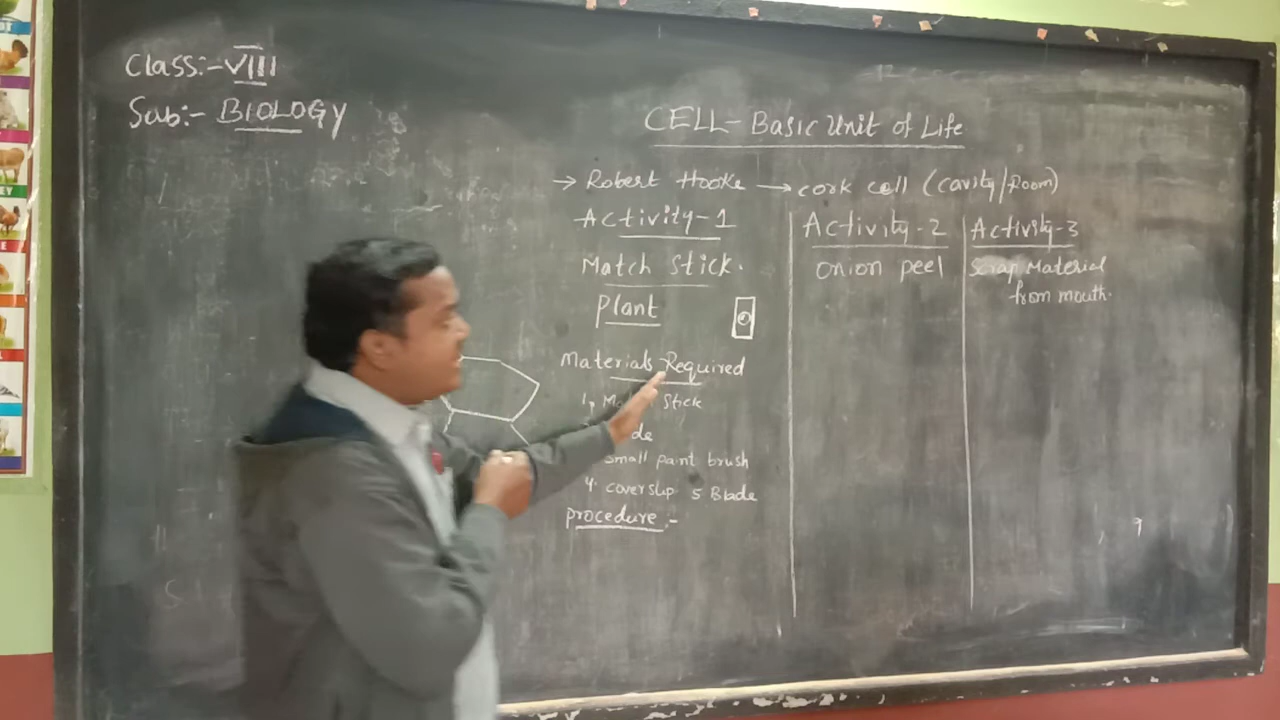 Class:- VIII
Sub:- BIOLOGY
CELL - Basic Unit of Life
→ Robert Hooke → cork cell (cavity/Room)
Activity-1
Match Stick.
Plant
Materials Required
1, Stick
small paint brush
4. coverslip 5 Blade
procedure :-
Activity-2
onion peel
Activity-3
Scrap Material
from mouth.